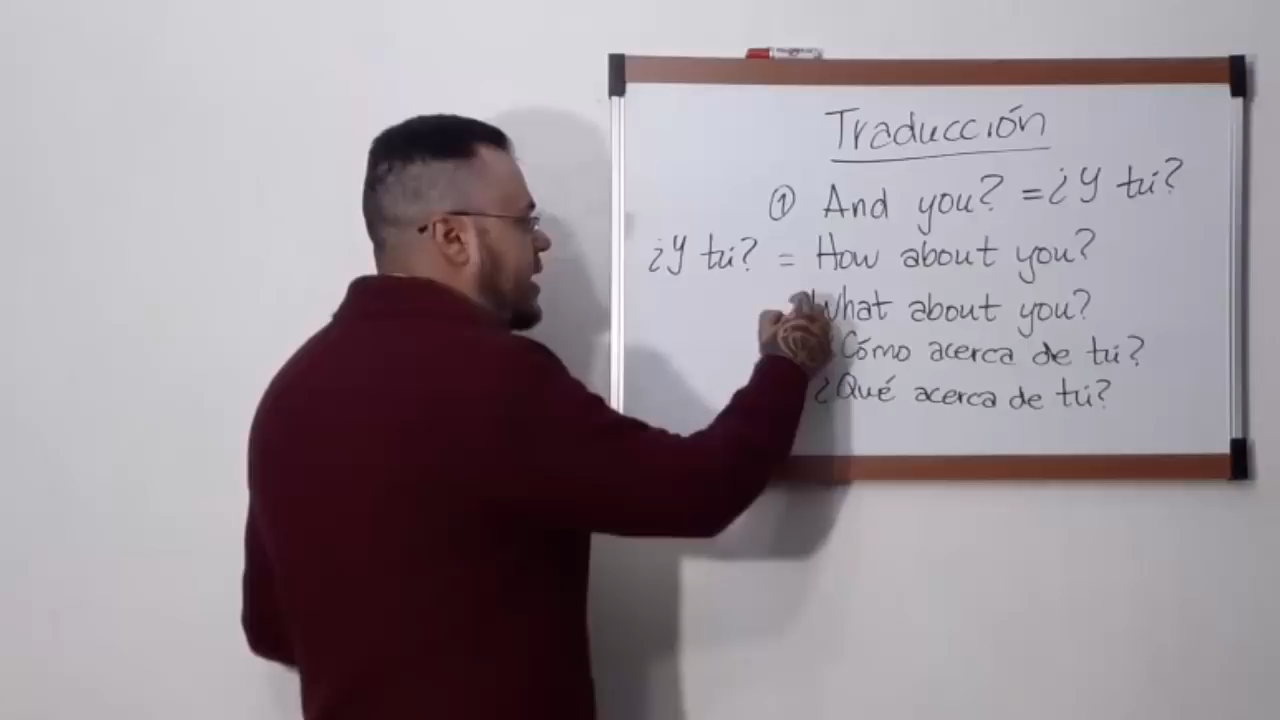 Traducción
① And you? = ¿Y tú?
¿Y tú? = How about you?
What about you?
¿Cómo acerca de tú?
¿Qué acerca de tú?